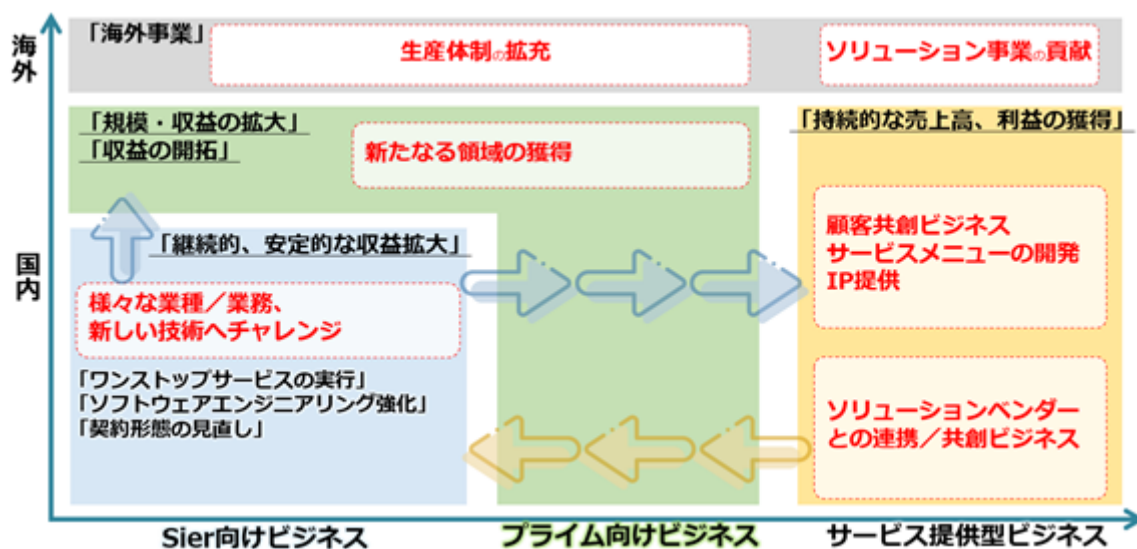 海外
「海外事業」
生産体制の拡充
ソリューション事業の貢献
「規模・収益の拡大」
「収益の開拓」
新たなる領域の獲得
「持続的な売上高、利益の獲得」
国内
「継続的、安定的な収益拡大」
様々な業種／業務、
新しい技術へチャレンジ
「ワンストップサービスの実行」
「ソフトウェアエンジニアリング強化」
「契約形態の見直し」
顧客共創ビジネス
サービスメニューの開発
IP提供
ソリューションベンダー
との連携／共創ビジネス
Sier向けビジネス
プライム向けビジネス
サービス提供型ビジネス